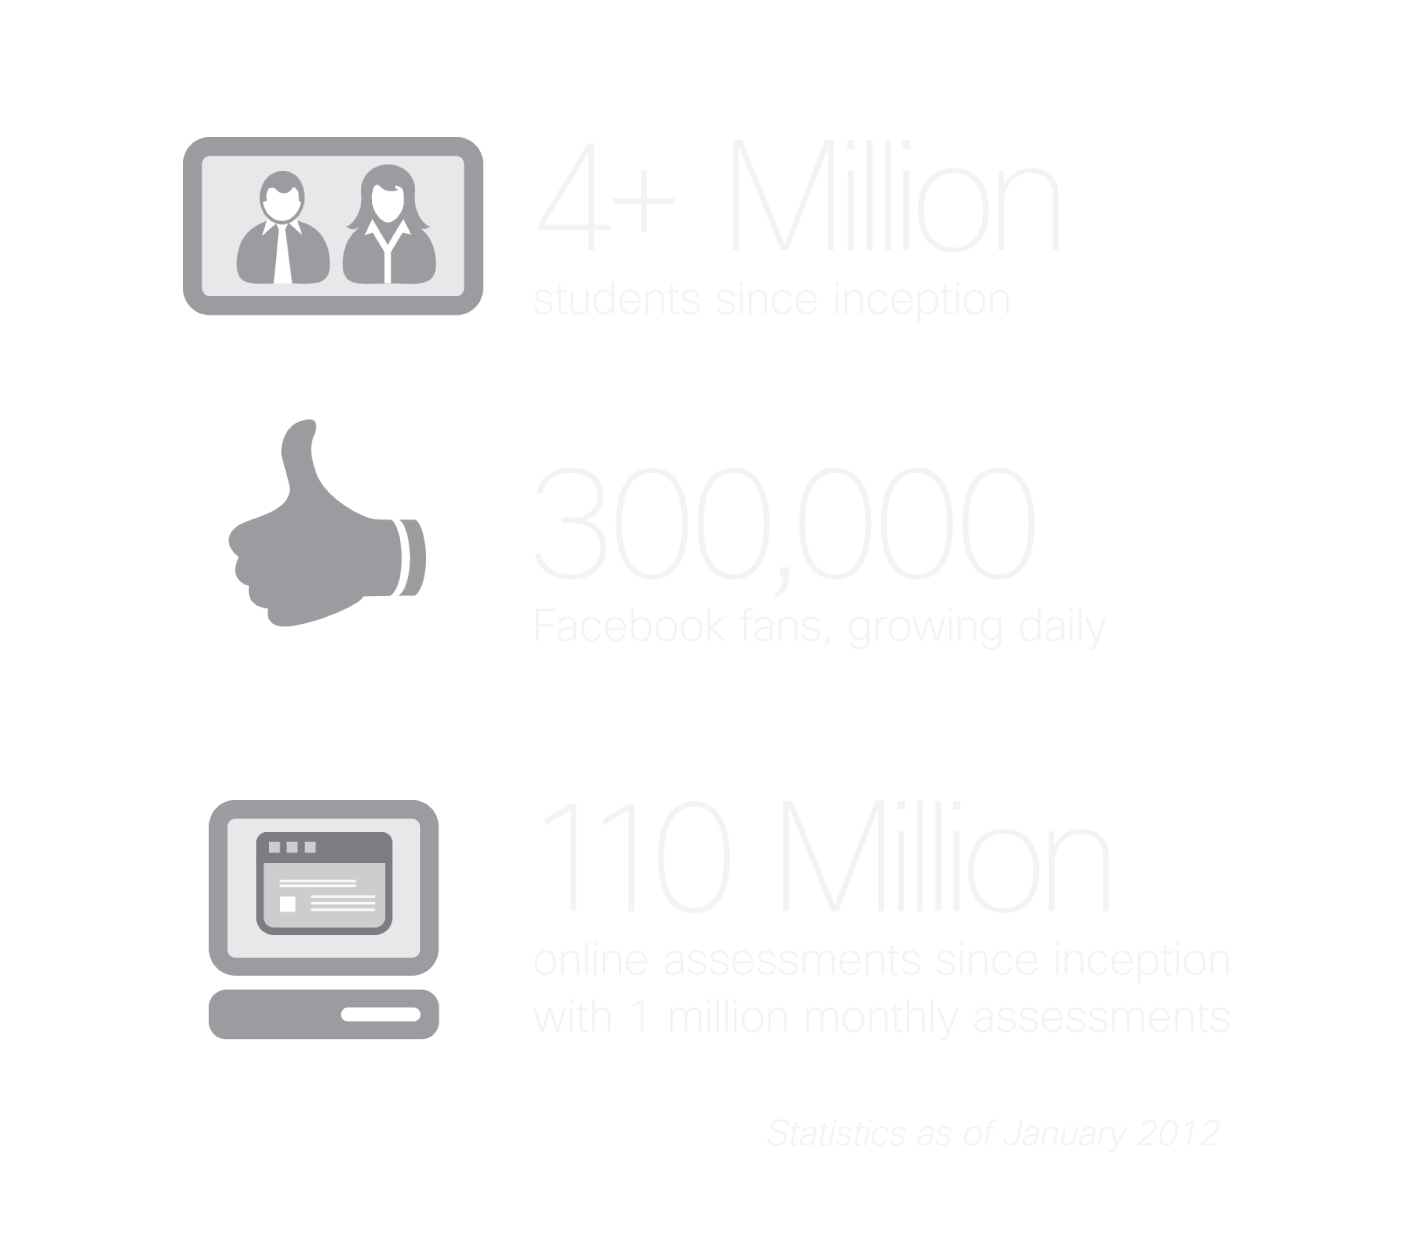 4+ Million
students since inception
300,000
Facebook fans, growing daily
110 Million
online assessments since inception
with 1 million monthly assessments
Statistics as of January 2012